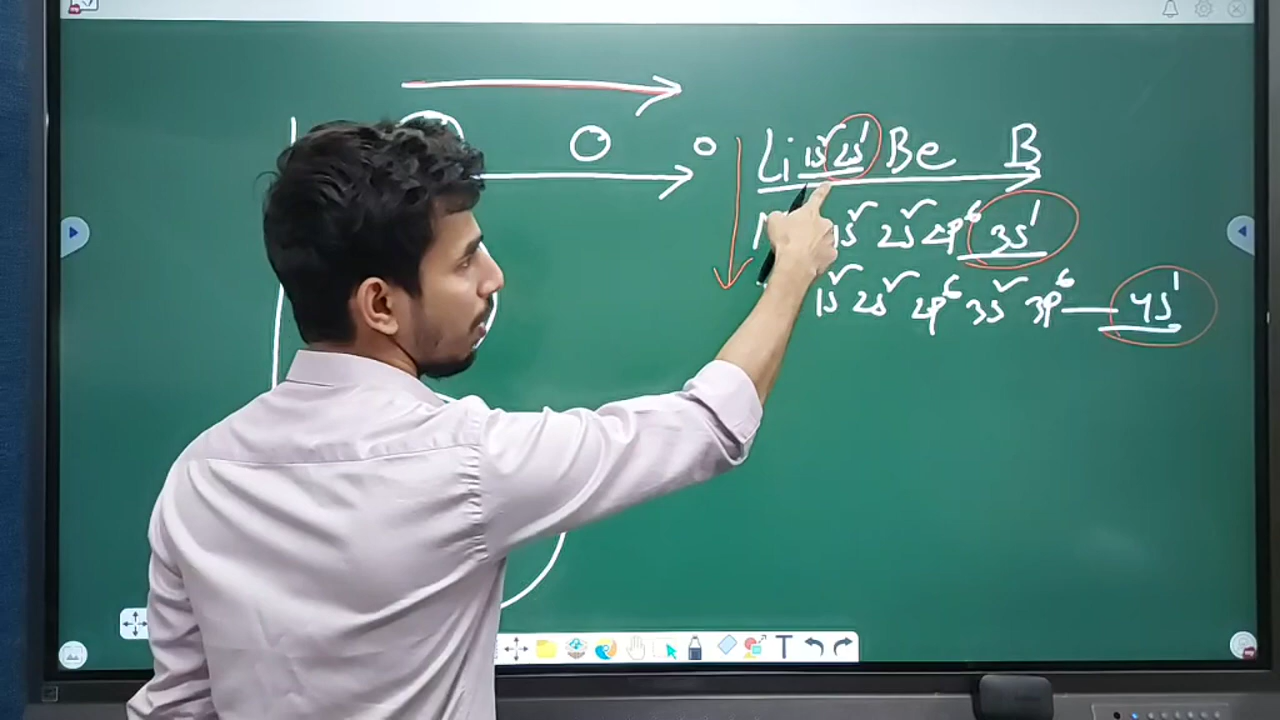 Li 1s² 2s¹ Be B
1s² 2s² 2p⁶ 3s¹
1s² 2s² 2p⁶ 3s² 3p⁶ — 4s¹
T